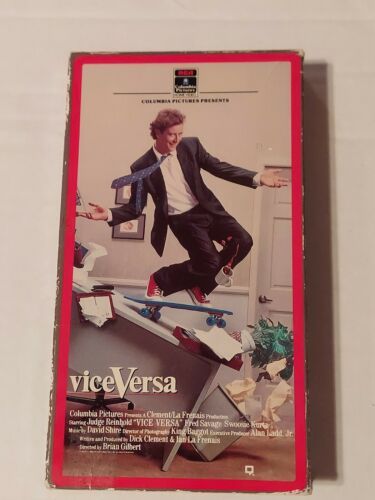 RCA
Columbia
Pictures
HOME VIDEO
COLUMBIA PICTURES PRESENTS
viceVersa
Columbia Pictures Presents A Clement/La Frenais Production
Starring Judge Reinhold "VICE VERSA" Fred Savage Swoosie Kurtz
Music by David Shire Director of Photography King Baggot Executive Producer Alan Ladd, Jr.
Written and Produced by Dick Clement & Ian La Frenais
Directed by Brian Gilbert